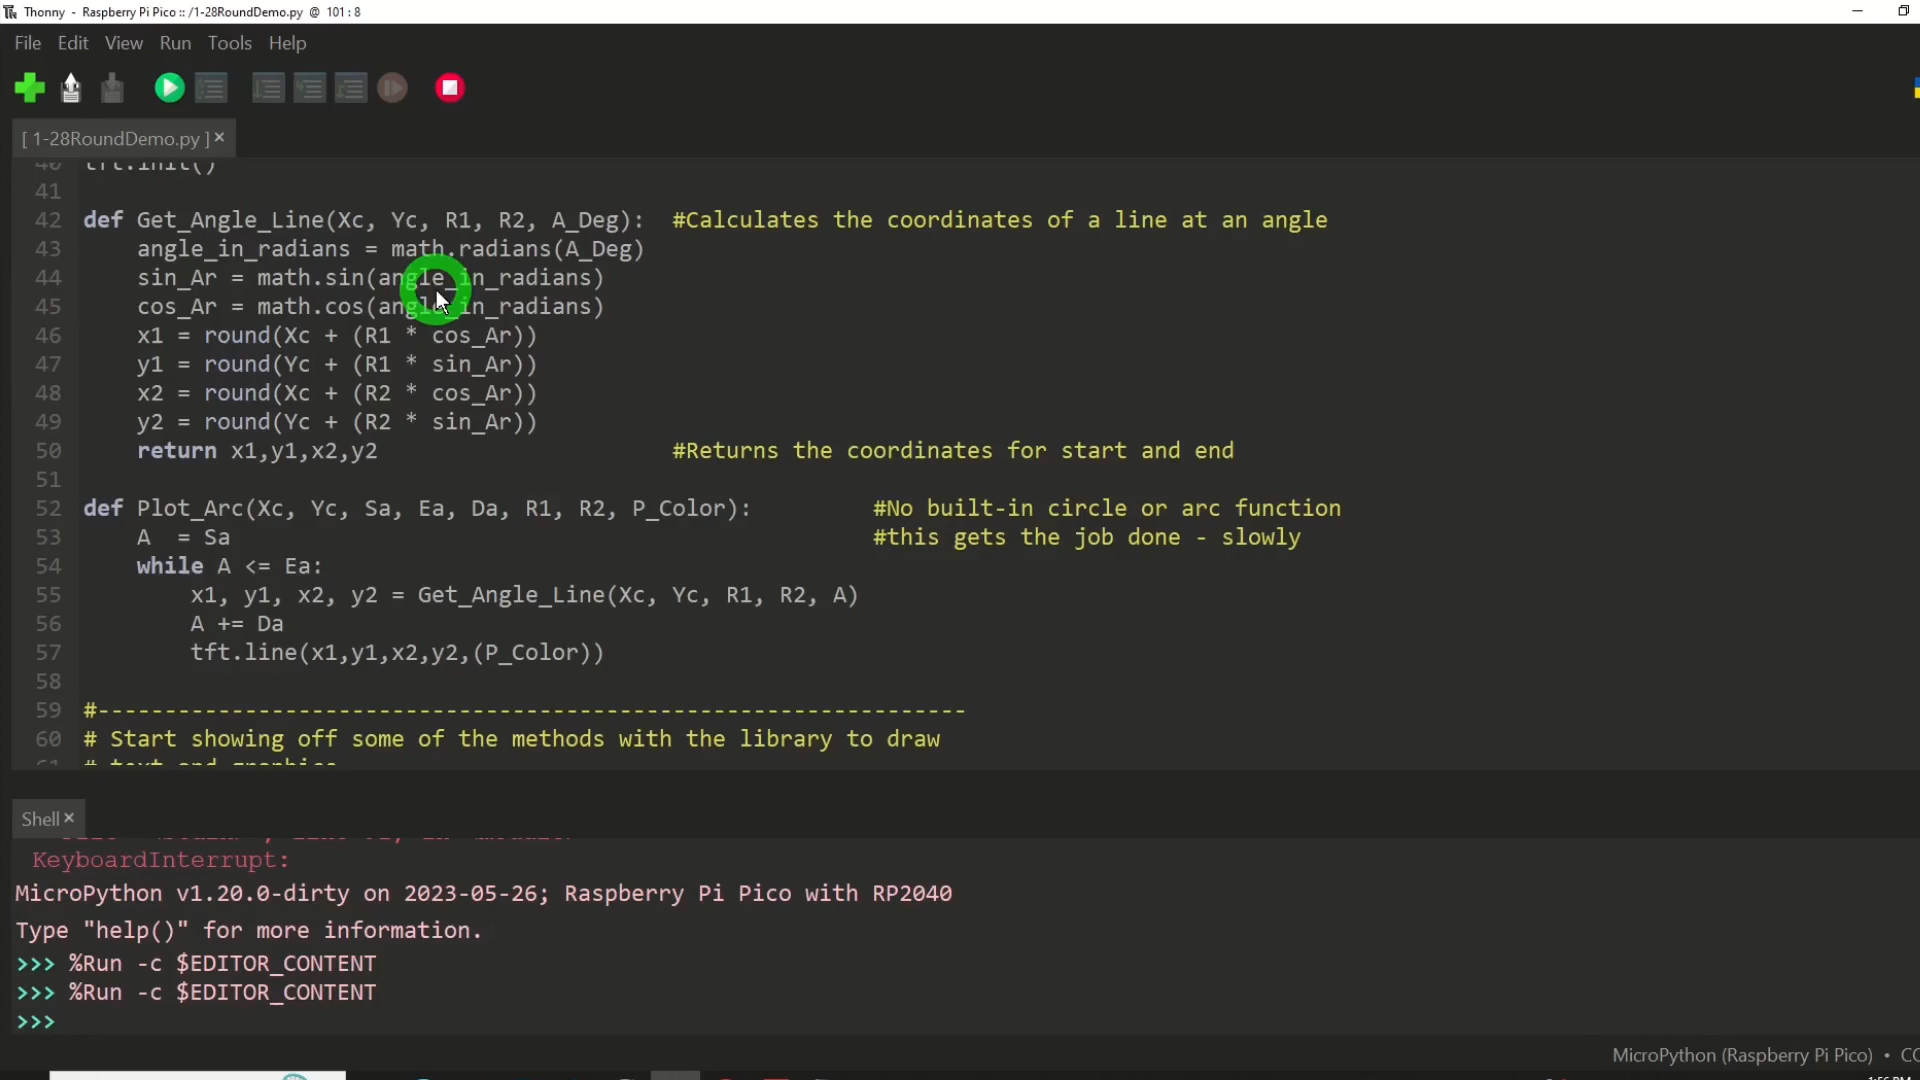 Thonny - Raspberry Pi Pico :: /1-28RoundDemo.py @ 101 : 8
File Edit View Run Tools Help
[ 1-28RoundDemo.py ] ×
40 tft.init()
41
42 def Get_Angle_Line(Xc, Yc, R1, R2, A_Deg): #Calculates the coordinates of a line at an angle
43 angle_in_radians = math.radians(A_Deg)
44 sin_Ar = math.sin(angle_in_radians)
45 cos_Ar = math.cos(angle_in_radians)
46 x1 = round(Xc + (R1 * cos_Ar))
47 y1 = round(Yc + (R1 * sin_Ar))
48 x2 = round(Xc + (R2 * cos_Ar))
49 y2 = round(Yc + (R2 * sin_Ar))
50 return x1,y1,x2,y2 #Returns the coordinates for start and end
51
52 def Plot_Arc(Xc, Yc, Sa, Ea, Da, R1, R2, P_Color): #No built-in circle or arc function
53 A = Sa #this gets the job done - slowly
54 while A <= Ea:
55 x1, y1, x2, y2 = Get_Angle_Line(Xc, Yc, R1, R2, A)
56 A += Da
57 tft.line(x1,y1,x2,y2,(P_Color))
58
59 #-----------------------------------------------------------------
60 # Start showing off some of the methods with the library to draw
61 # text and graphics
Shell ×
KeyboardInterrupt:
MicroPython v1.20.0-dirty on 2023-05-26; Raspberry Pi Pico with RP2040
Type "help()" for more information.
>>> %Run -c $EDITOR_CONTENT
>>> %Run -c $EDITOR_CONTENT
>>>
MicroPython (Raspberry Pi Pico) •